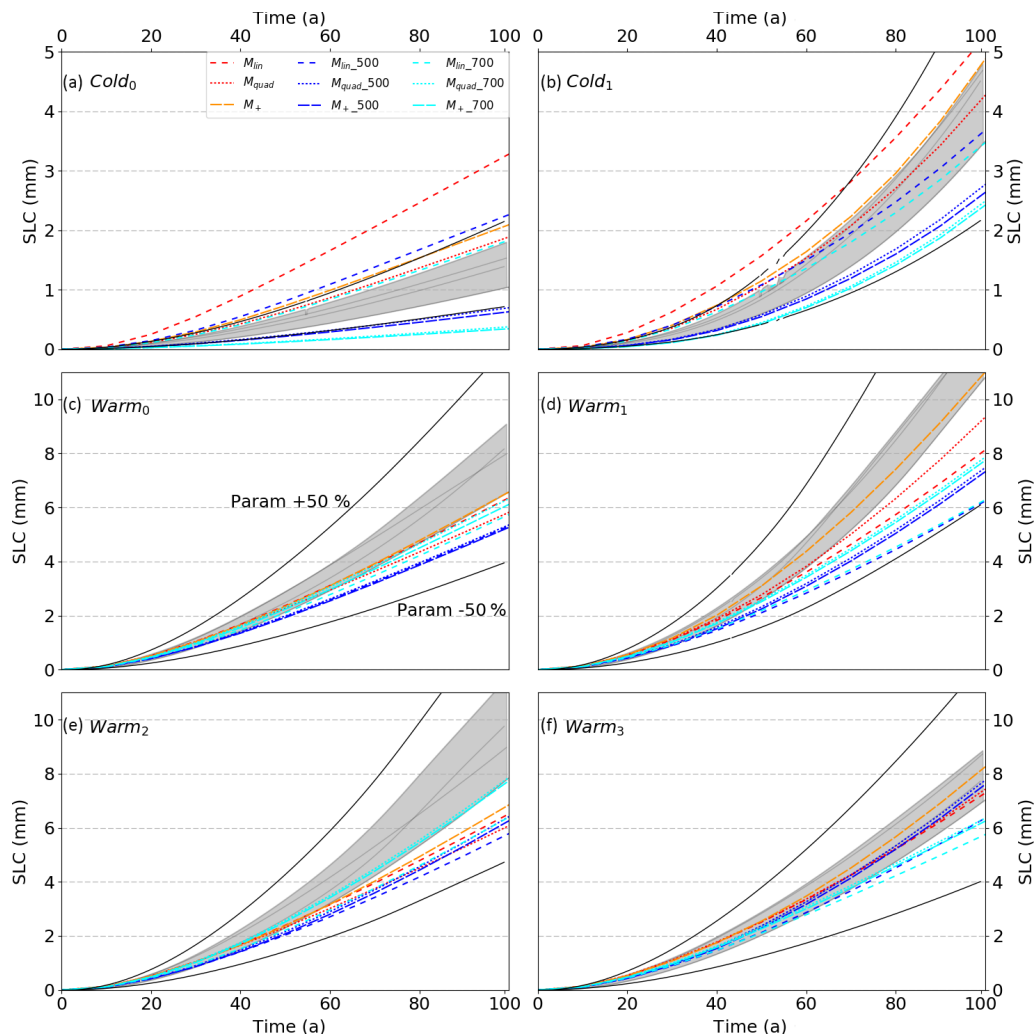 Time (a) Time (a)
0 20 40 60 80 100 0 20 40 60 80 100
5 (a) Cold₀ (b) Cold₁ 5
M_lin M_lin_500 M_lin_700
M_quad M_quad_500 M_quad_700
M_+ M_+_500 M_+_700
4 4
3 3
SLC (mm) SLC (mm)
2 2
1 1
0 0
10 (c) Warm₀ (d) Warm₁ 10
8 8
Param +50 %
6 6
SLC (mm) SLC (mm)
4 4
Param -50 %
2 2
0 0
10 (e) Warm₂ (f) Warm₃ 10
8 8
6 6
SLC (mm) SLC (mm)
4 4
2 2
0 0
0 20 40 60 80 100 0 20 40 60 80 100
Time (a) Time (a)